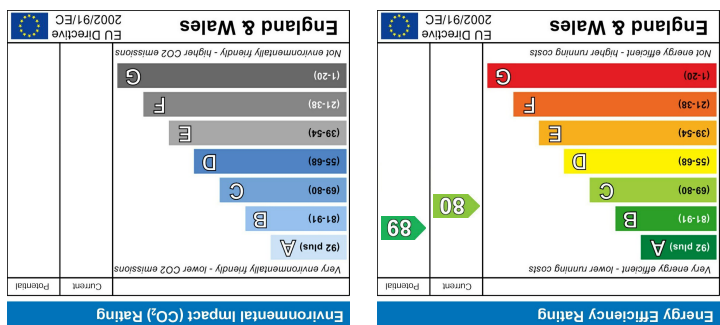 Energy Efficiency Rating
Current
Potential
Very energy efficient - lower running costs
(92 plus) A
(81-91) B
(69-80) C
(55-68) D
(39-54) E
(21-38) F
(1-20) G
80
89
Not energy efficient - higher running costs
England & Wales
EU Directive
2002/91/EC
Environmental Impact (CO₂) Rating
Current
Potential
Very environmentally friendly - lower CO2 emissions
(92 plus) A
(81-91) B
(69-80) C
(55-68) D
(39-54) E
(21-38) F
(1-20) G
Not environmentally friendly - higher CO2 emissions
England & Wales
EU Directive
2002/91/EC